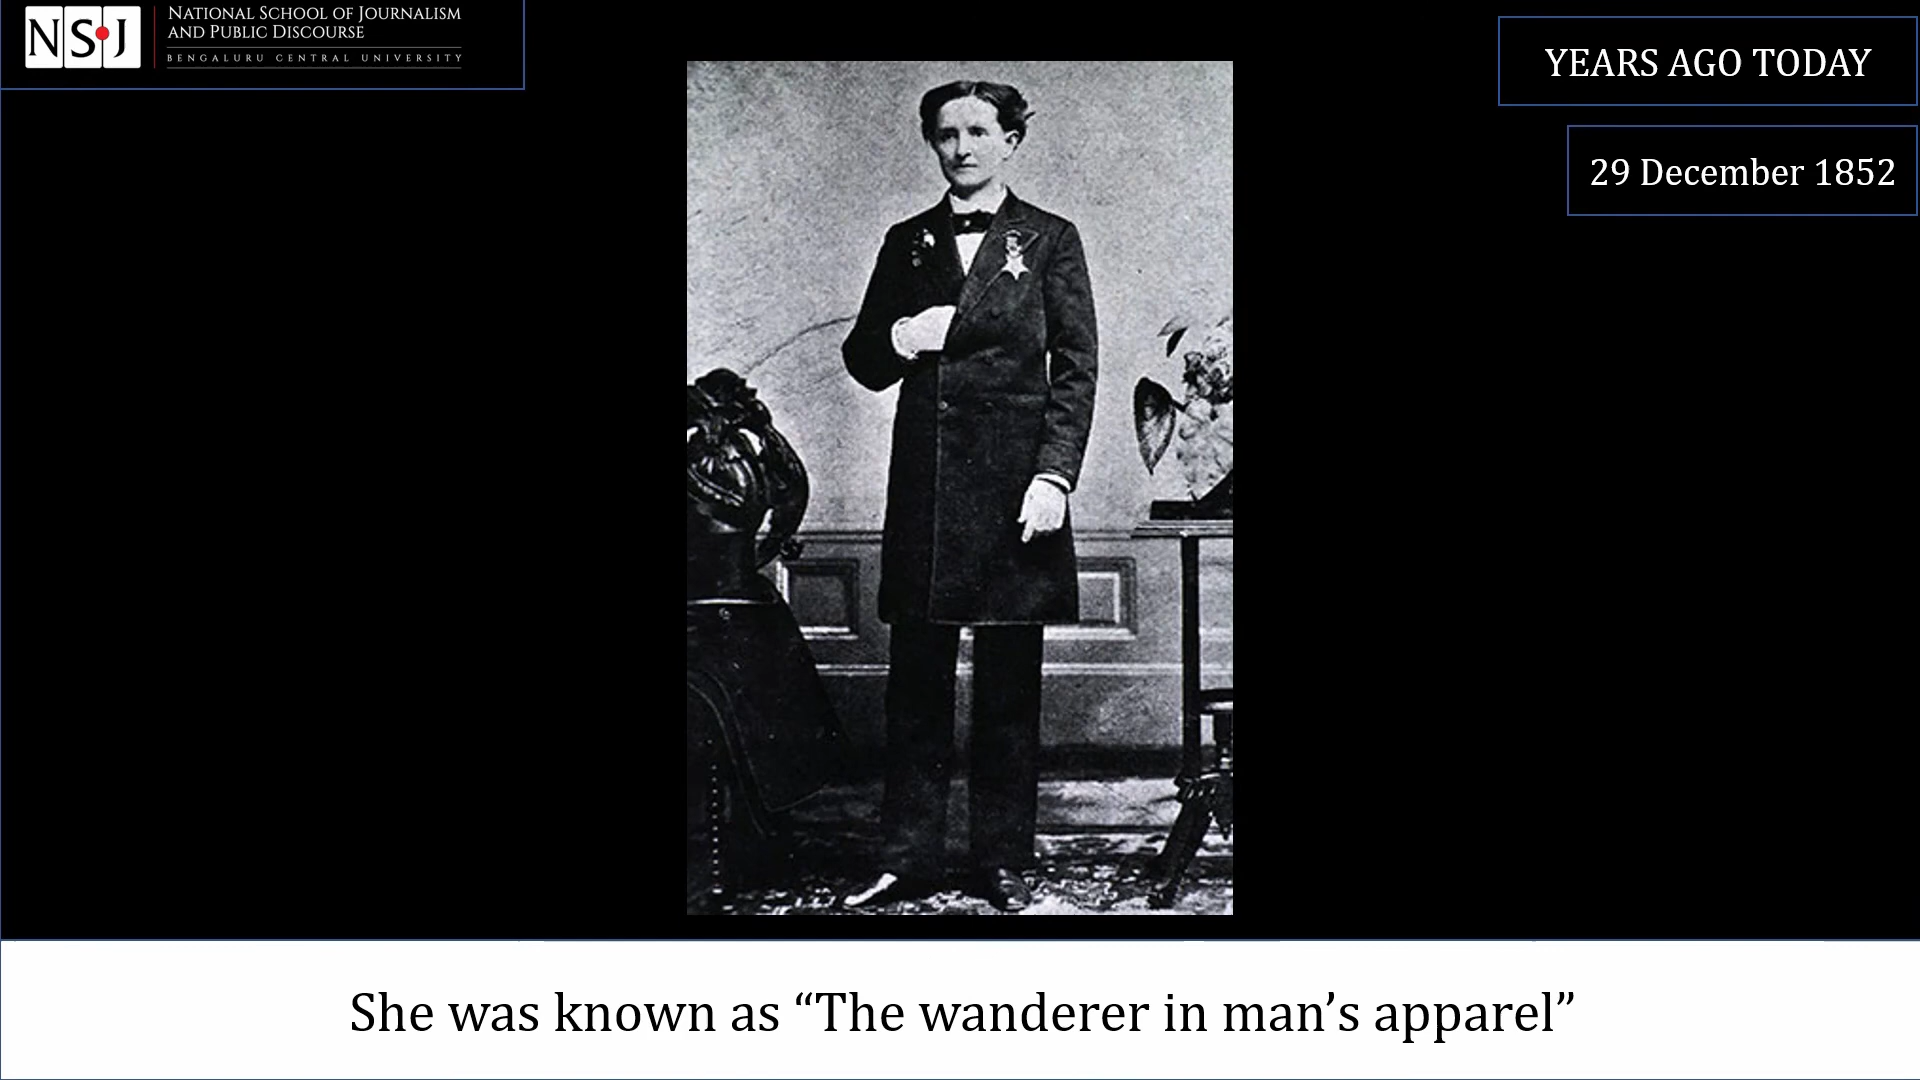 NSJ
NATIONAL SCHOOL OF JOURNALISM
AND PUBLIC DISCOURSE
BENGALURU CENTRAL UNIVERSITY
YEARS AGO TODAY
29 December 1852
She was known as “The wanderer in man’s apparel”